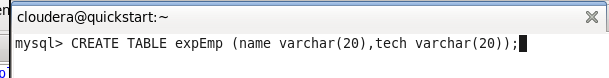 cloudera@quickstart:~
mysql> CREATE TABLE expEmp (name varchar(20),tech varchar(20));